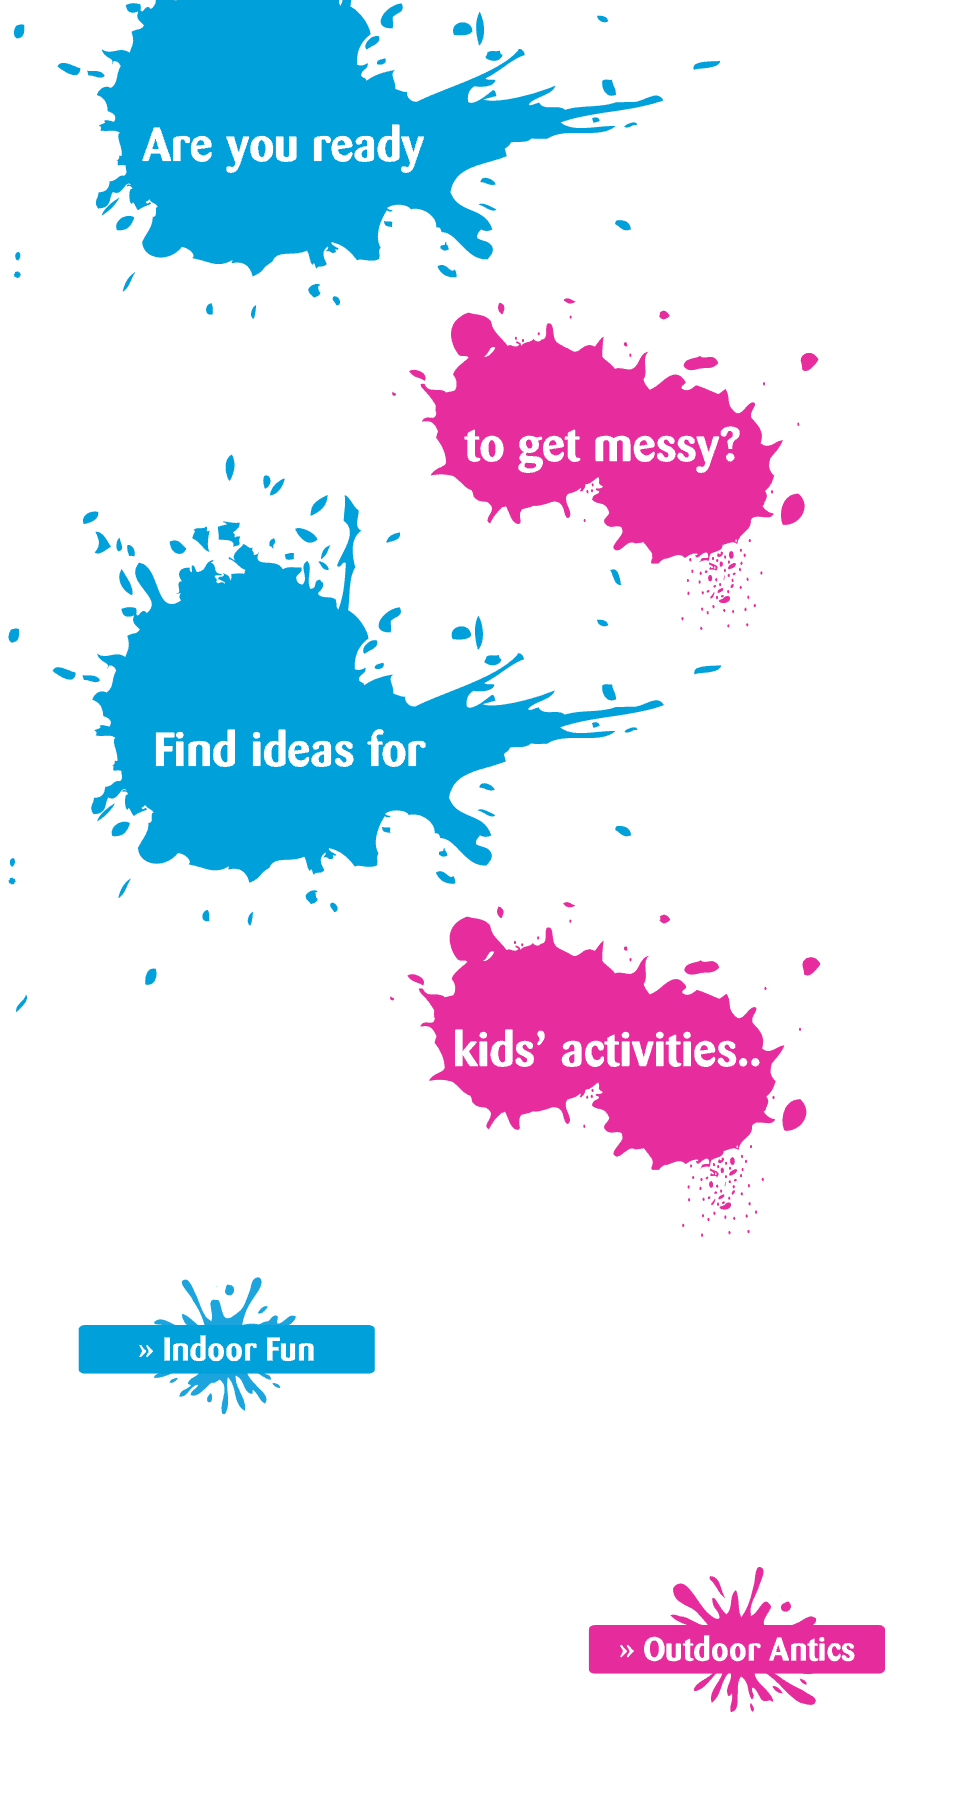 Are you ready
to get messy?
Find ideas for
kids’ activities..
» Indoor Fun
» Outdoor Antics